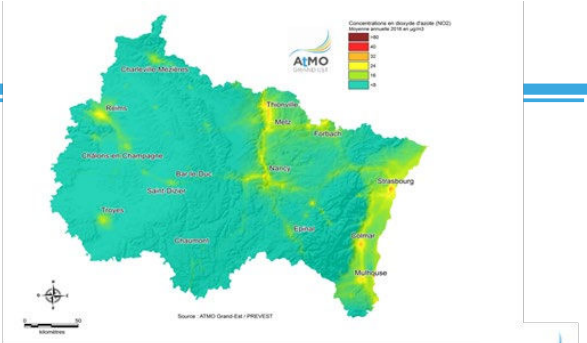 Concentrations en dioxyde d'azote (NO2)
Moyenne annuelle 2018 en µg/m3
>80
40
32
24
16
<8
AtMO
GRAND EST
Charleville-Mézières
Reims
Thionville
Metz
Forbach
Châlons-en-Champagne
Bar-le-Duc
Nancy
Saint-Dizier
Strasbourg
Troyes
Epinal
Colmar
Chaumont
Mulhouse
0
50
kilomètres
Source : ATMO Grand-Est / PREVEST